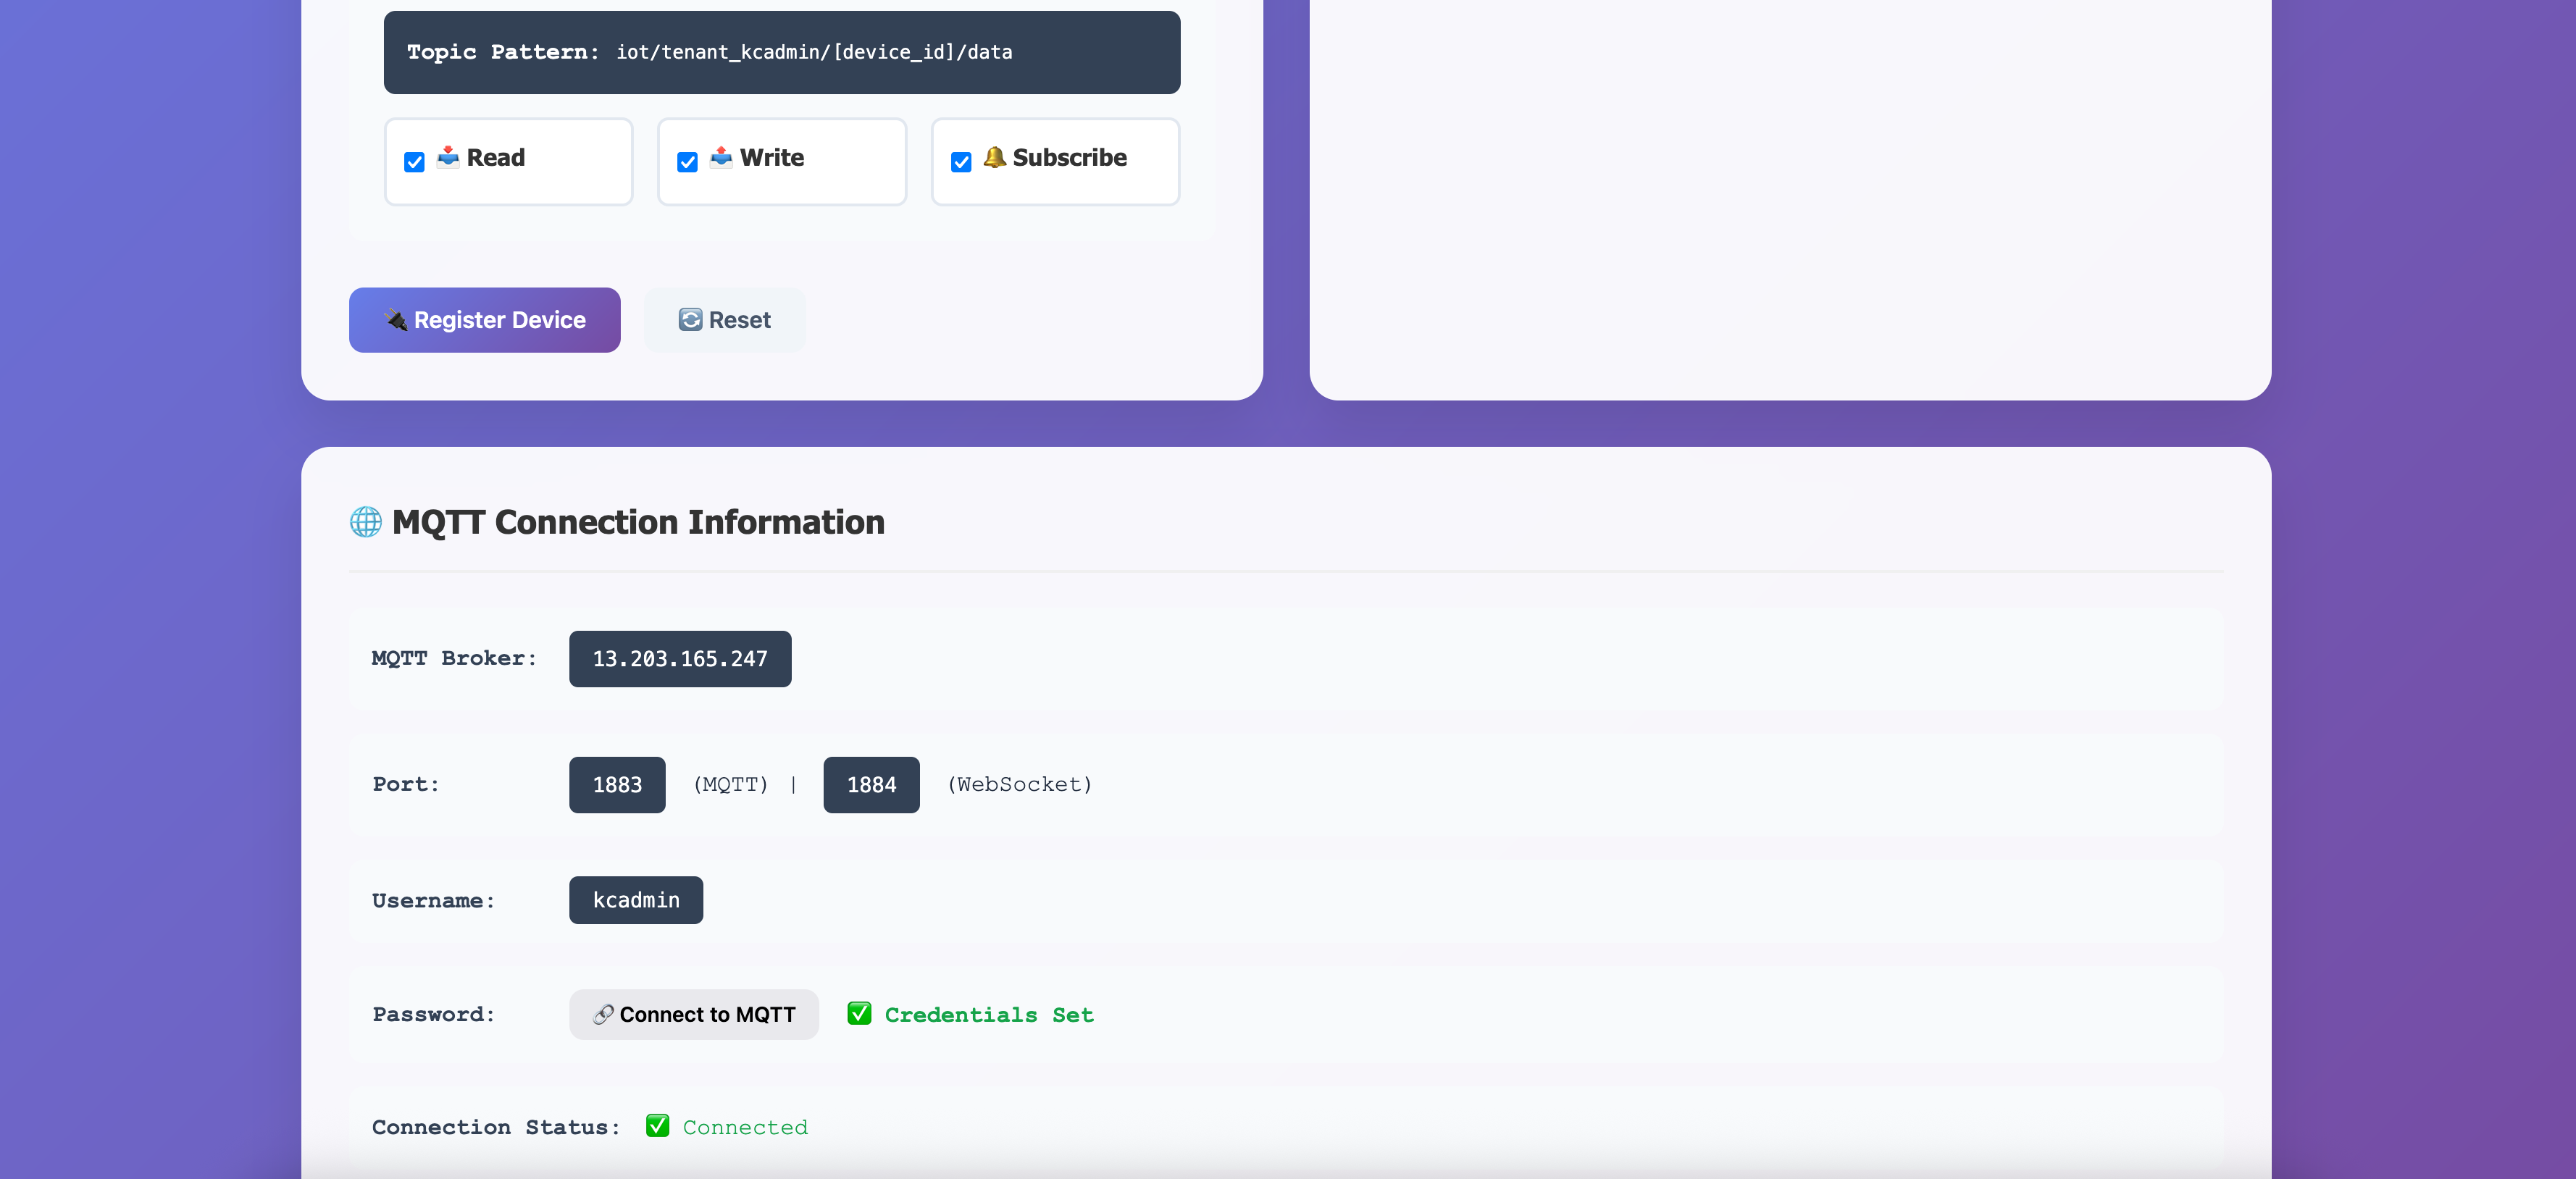 Topic Pattern: iot/tenant_kcadmin/[device_id]/data
Read
Write
Subscribe
Register Device
Reset
MQTT Connection Information
MQTT Broker: 13.203.165.247
Port: 1883 (MQTT) | 1884 (WebSocket)
Username: kcadmin
Password: Connect to MQTT Credentials Set
Connection Status: Connected